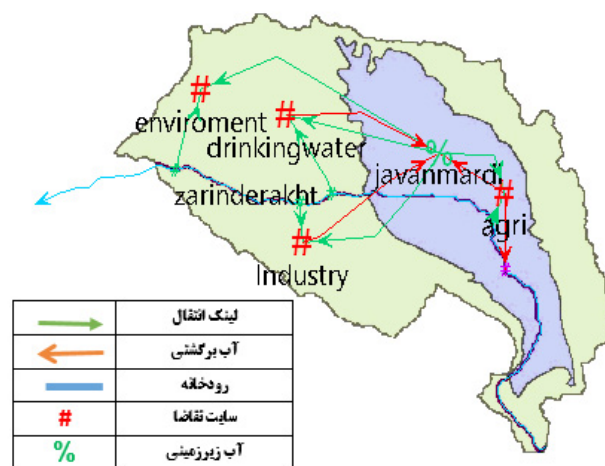 #
enviroment
#
drinkingwater
%
javanmardi
#
zarinderakht
agri
#
Industry
لینک انتقال
آب برگشتی
رودخانه
# سایت تقاضا
% آب زیرزمینی